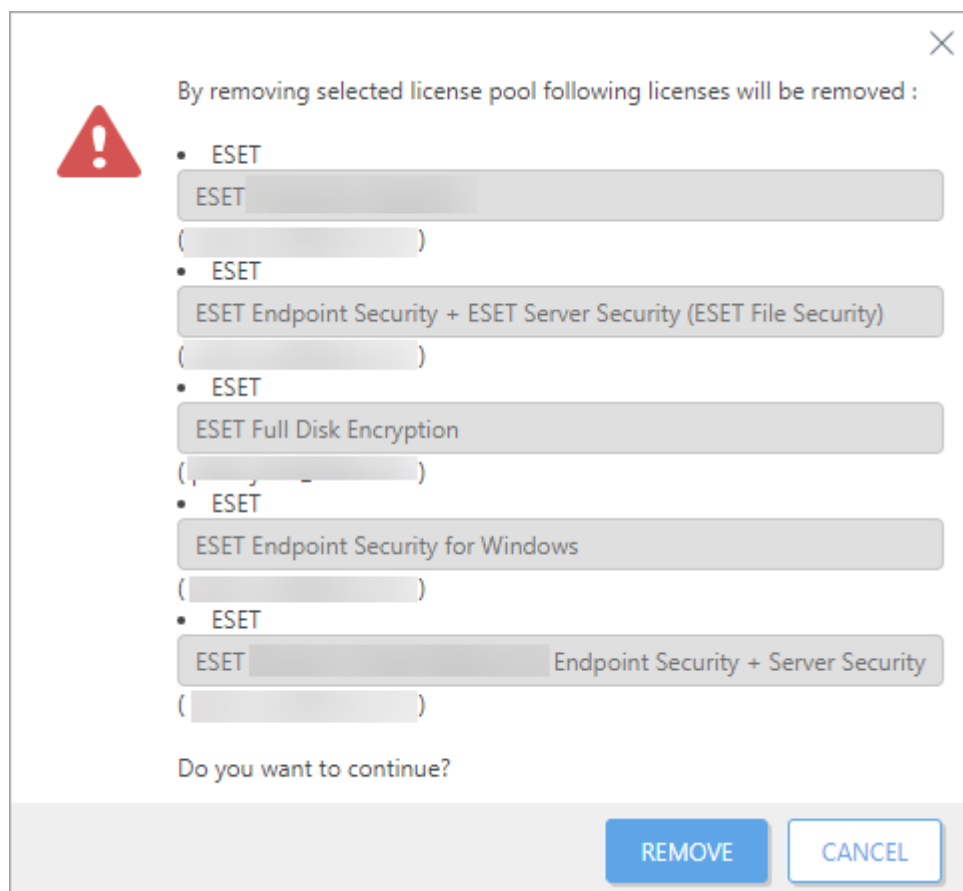 By removing selected license pool following licenses will be removed :
• ESET
ESET
( )
• ESET
ESET Endpoint Security + ESET Server Security (ESET File Security)
( )
• ESET
ESET Full Disk Encryption
( )
• ESET
ESET Endpoint Security for Windows
( )
• ESET
ESET Endpoint Security + Server Security
( )
Do you want to continue?
REMOVE CANCEL